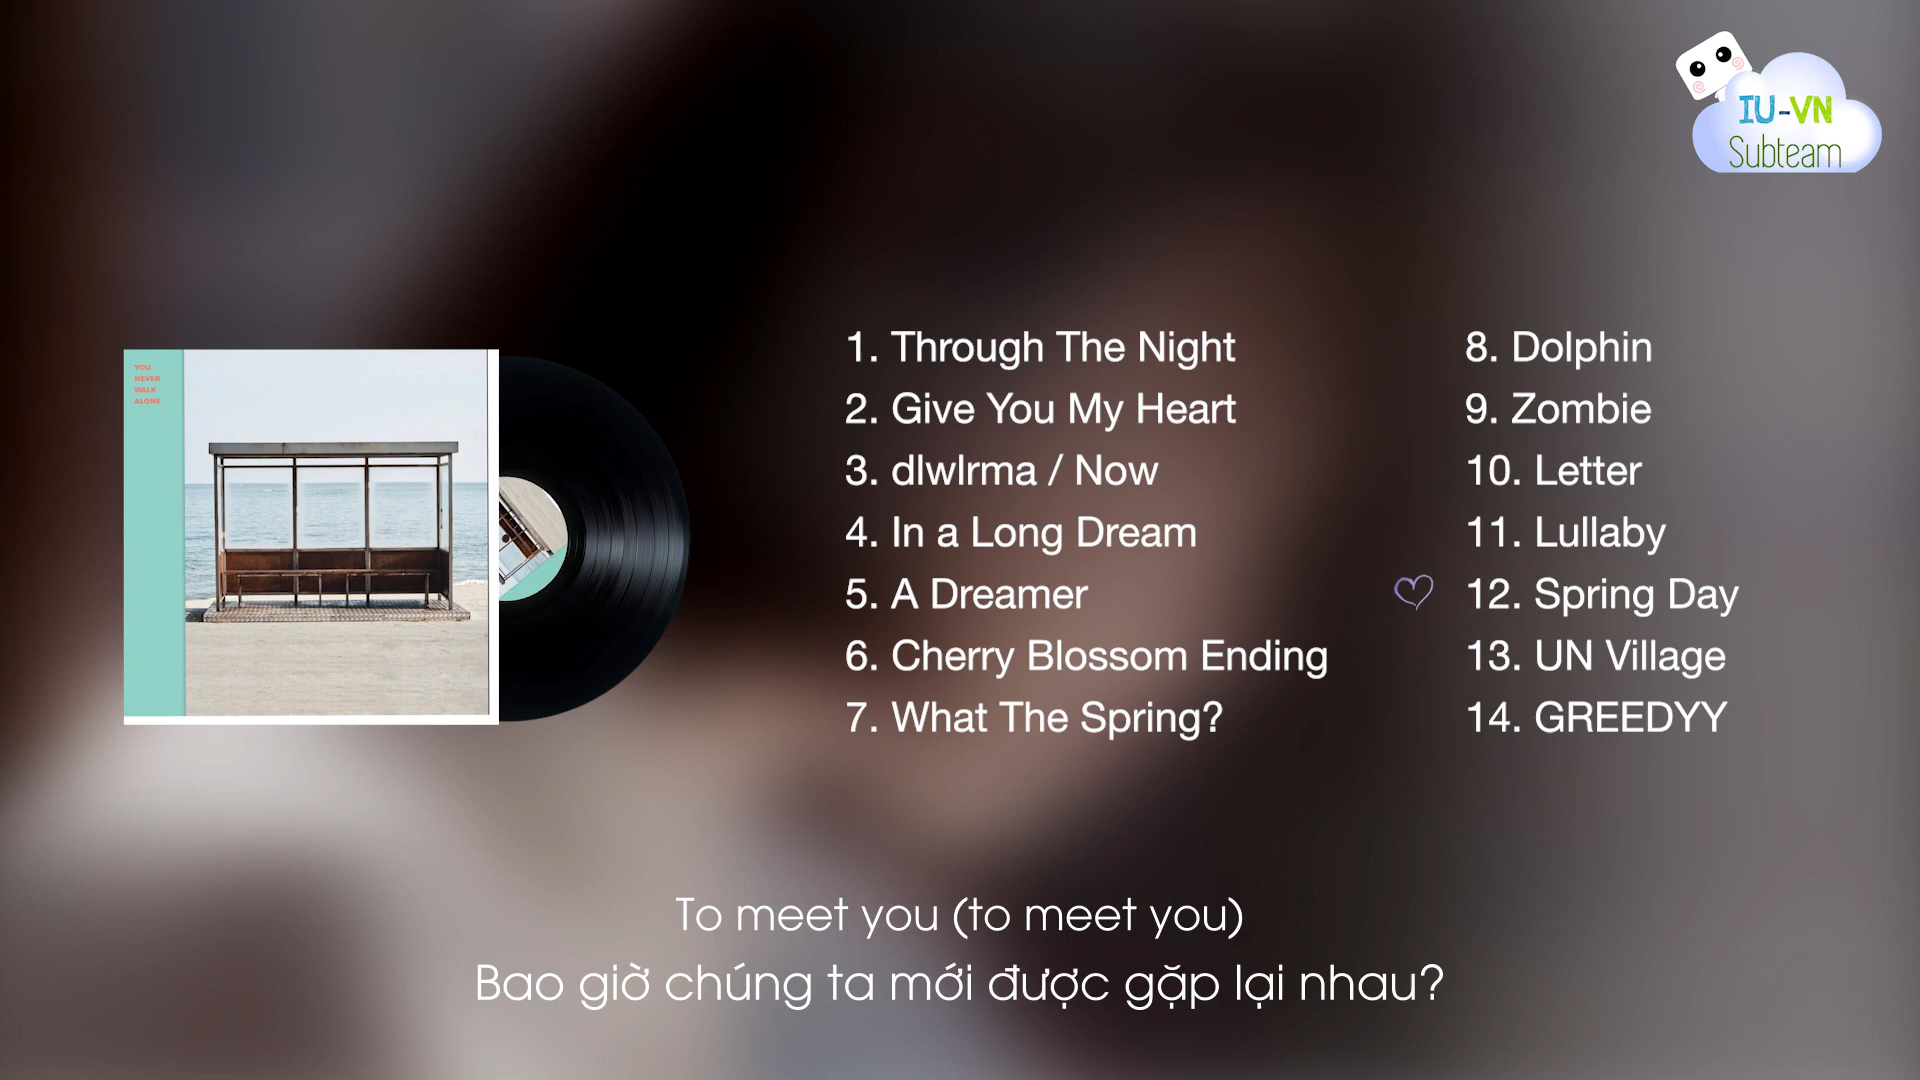 IU-VN
Subteam
YOU
NEVER
WALK
ALONE
1. Through The Night
2. Give You My Heart
3. dlwlrma / Now
4. In a Long Dream
5. A Dreamer
6. Cherry Blossom Ending
7. What The Spring?
8. Dolphin
9. Zombie
10. Letter
11. Lullaby
12. Spring Day
13. UN Village
14. GREEDYY
To meet you (to meet you)
Bao giờ chúng ta mới được gặp lại nhau?